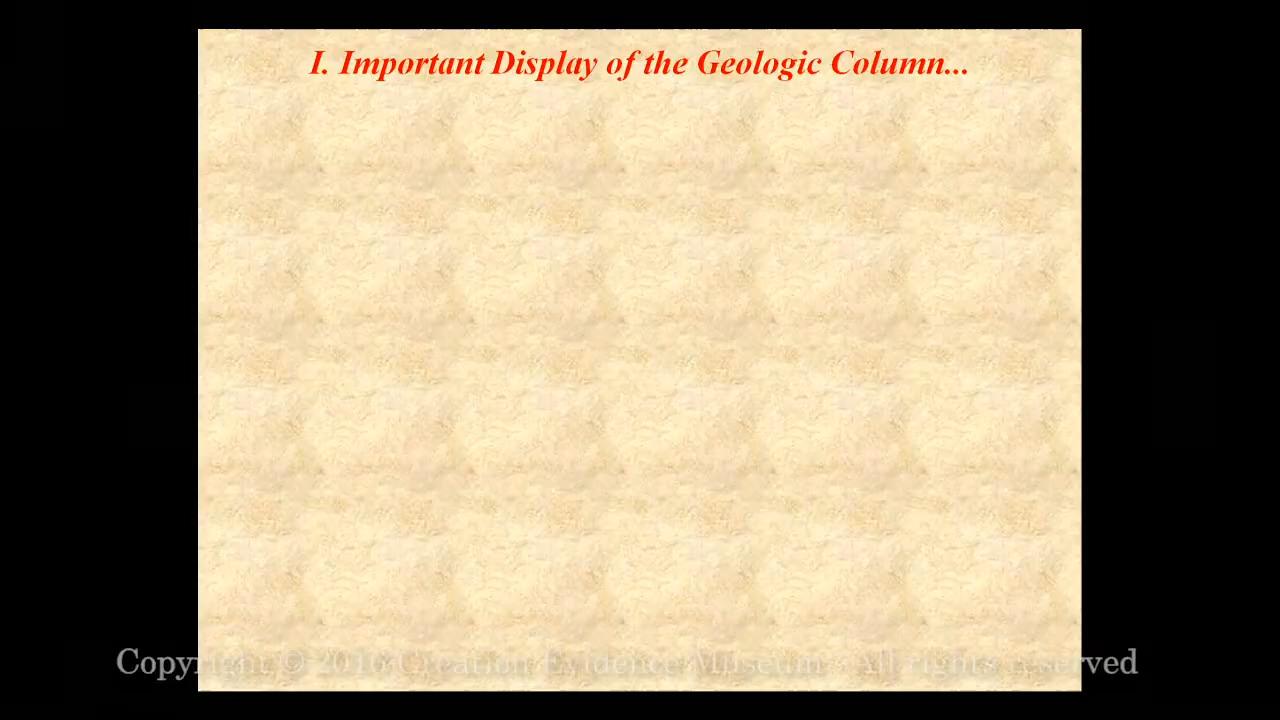 I. Important Display of the Geologic Column...
Copyright © 2016 Creation Evidence Museum - All rights reserved